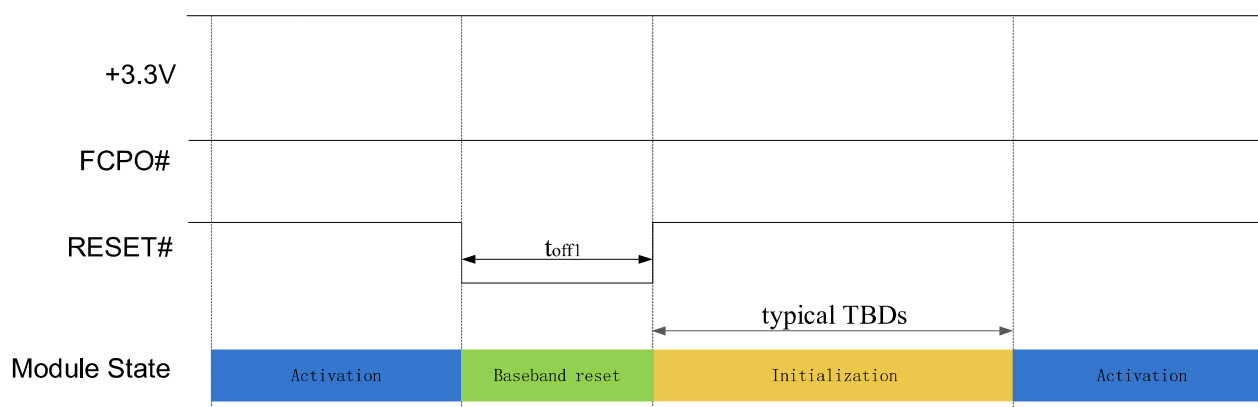 +3.3V
FCPO#
RESET#
toff1
typical TBDs
Module State
Activation
Baseband reset
Initialization
Activation